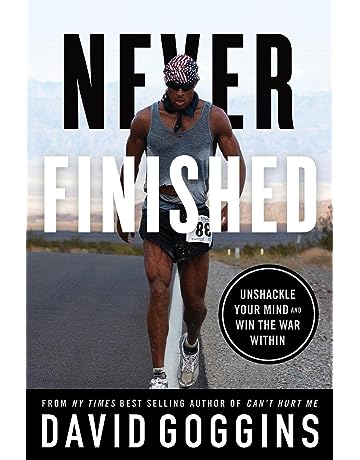 NEVER
FINISHED
88
UNSHACKLE
YOUR MIND AND
WIN THE WAR
WITHIN
FROM NY TIMES BEST SELLING AUTHOR OF CAN'T HURT ME
DAVID GOGGINS